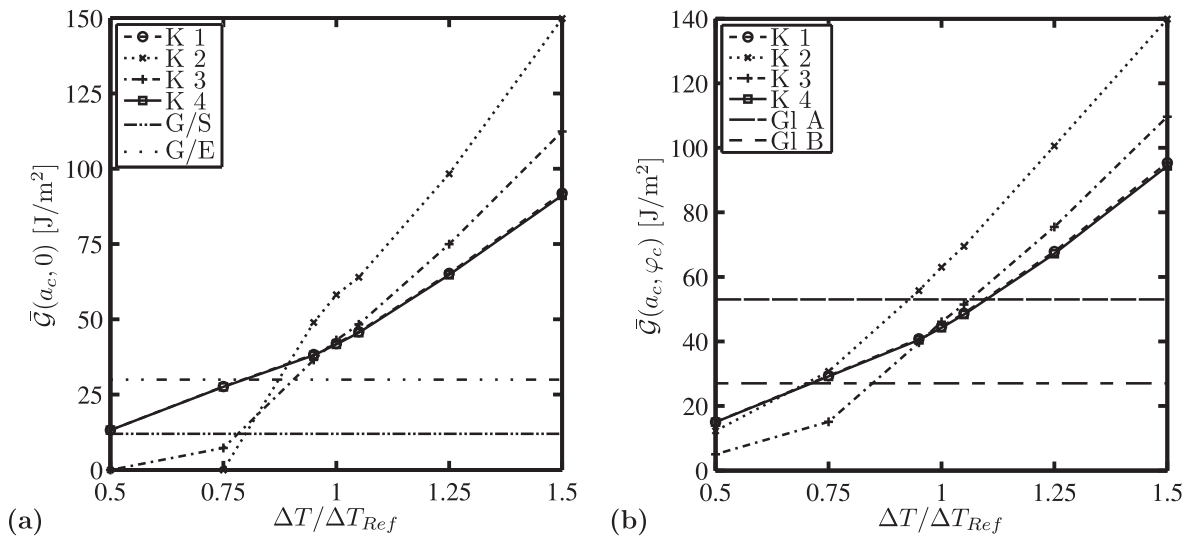 150
125
100
75
50
25
0
0.5
0.75
1
1.25
1.5
K 1
K 2
K 3
K 4
G/S
G/E
𝒢̄(a_c, 0) [J/m²]
ΔT/ΔT_Ref
(a)
140
120
100
80
60
40
20
0
0.5
0.75
1
1.25
1.5
K 1
K 2
K 3
K 4
Gl A
Gl B
𝒢̄(a_c, φ_c) [J/m²]
ΔT/ΔT_Ref
(b)